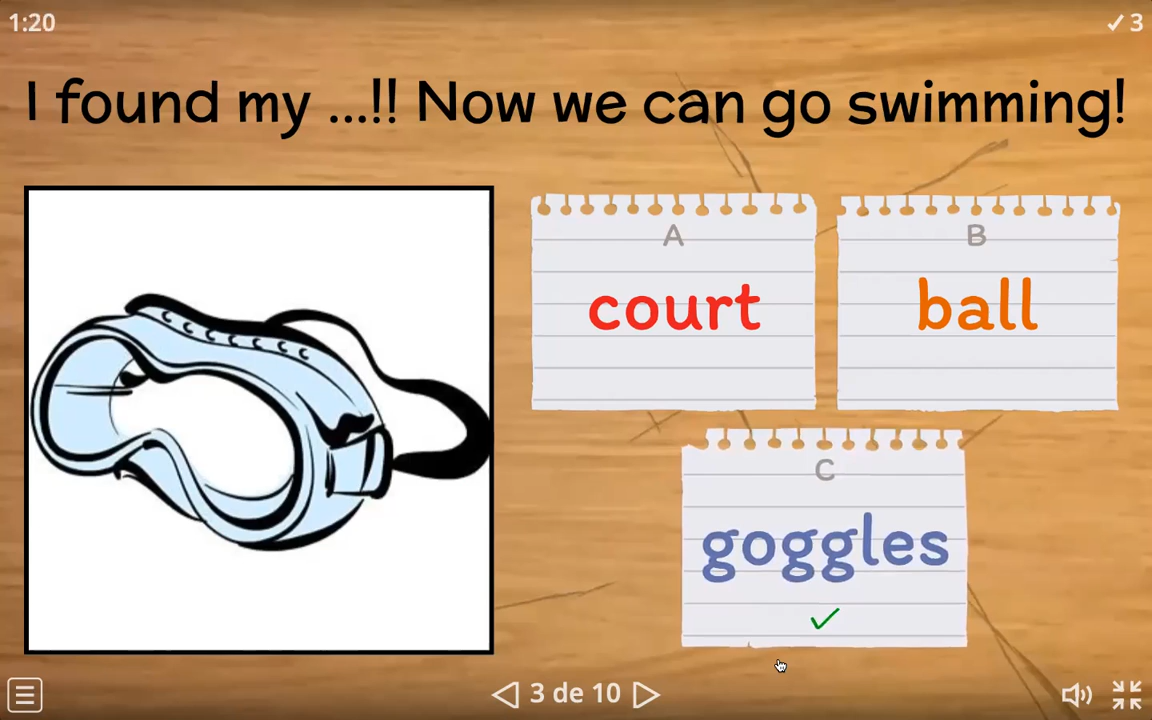 1:20
✓ 3
I found my ...!! Now we can go swimming!
A
court
B
ball
C
goggles
3 de 10